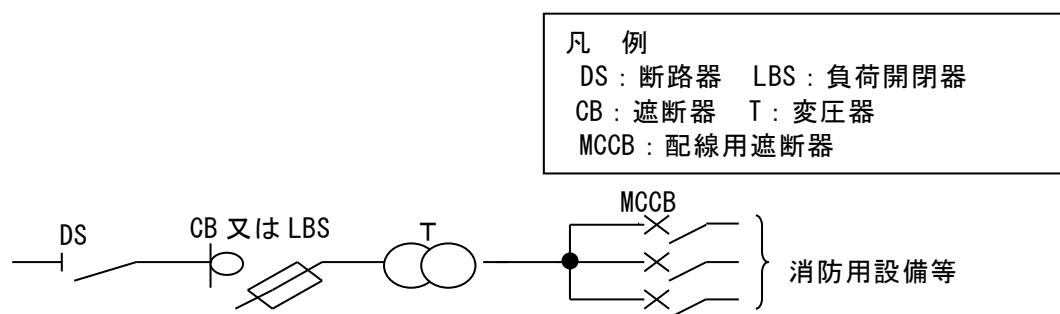 凡　例
DS：断路器　LBS：負荷開閉器
CB：遮断器　T：変圧器
MCCB：配線用遮断器
MCCB
DS
CB 又は LBS
T
消防用設備等